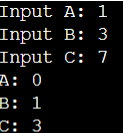 Input A: 1
Input B: 3
Input C: 7
A: 0
B: 1
C: 3